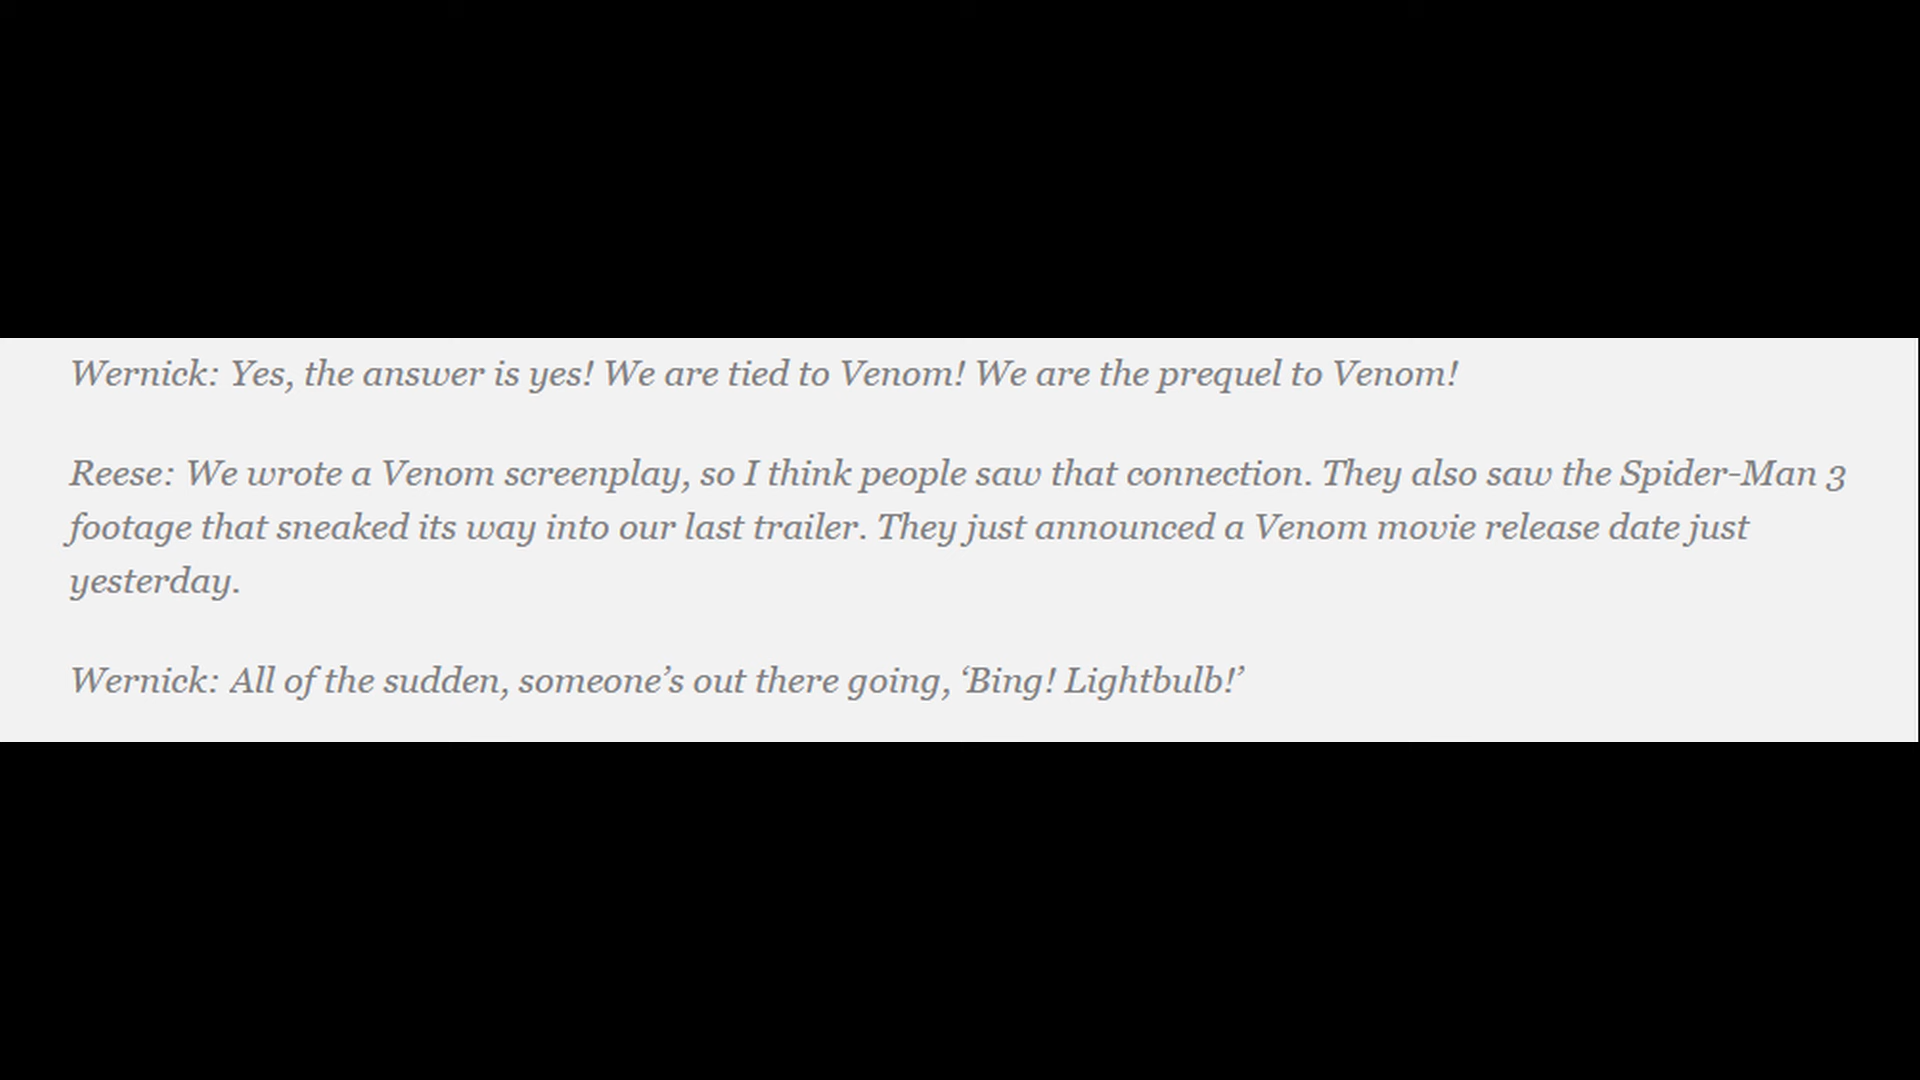 Wernick: Yes, the answer is yes! We are tied to Venom! We are the prequel to Venom!
Reese: We wrote a Venom screenplay, so I think people saw that connection. They also saw the Spider-Man 3
footage that sneaked its way into our last trailer. They just announced a Venom movie release date just
yesterday.
Wernick: All of the sudden, someone’s out there going, ‘Bing! Lightbulb!’